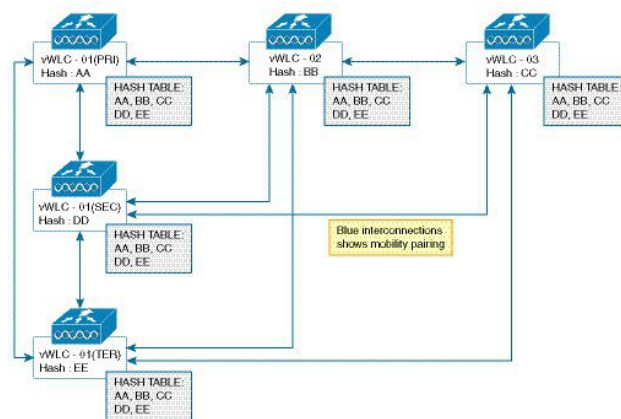 vWLC - 01(PRI)
Hash : AA
HASH TABLE:
AA, BB, CC
DD, EE
vWLC - 02
Hash : BB
HASH TABLE:
AA, BB, CC
DD, EE
vWLC - 03
Hash : CC
HASH TABLE:
AA, BB, CC
DD, EE
vWLC - 01(SEC)
Hash : DD
HASH TABLE:
AA, BB, CC
DD, EE
Blue interconnections
shows mobility pairing
vWLC - 01(TER)
Hash : EE
HASH TABLE:
AA, BB, CC
DD, EE